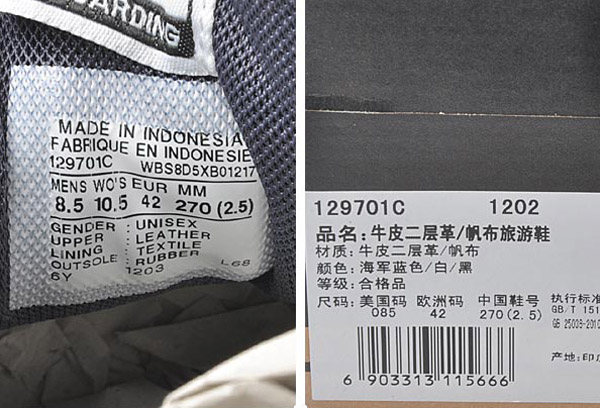 BOARDING
MADE IN INDONESIA
FABRIQUE EN INDONESIE
129701C WBS8D5XB01217
MENS WO'S EUR MM
8.5 10.5 42 270 (2.5)
GENDER : UNISEX
UPPER : LEATHER
LINING : TEXTILE
OUTSOLE : RUBBER
6Y 1203 L68
129701C 1202
品名:牛皮二层革/帆布旅游鞋
材质:牛皮二层革/帆布
颜色:海军蓝色/白/黑
等级:合格品
尺码:美国码 欧洲码 中国鞋号 执行标准
085 42 270(2.5) GB/T 151
QB 25038-2010
产地:印度
6 903313 115666